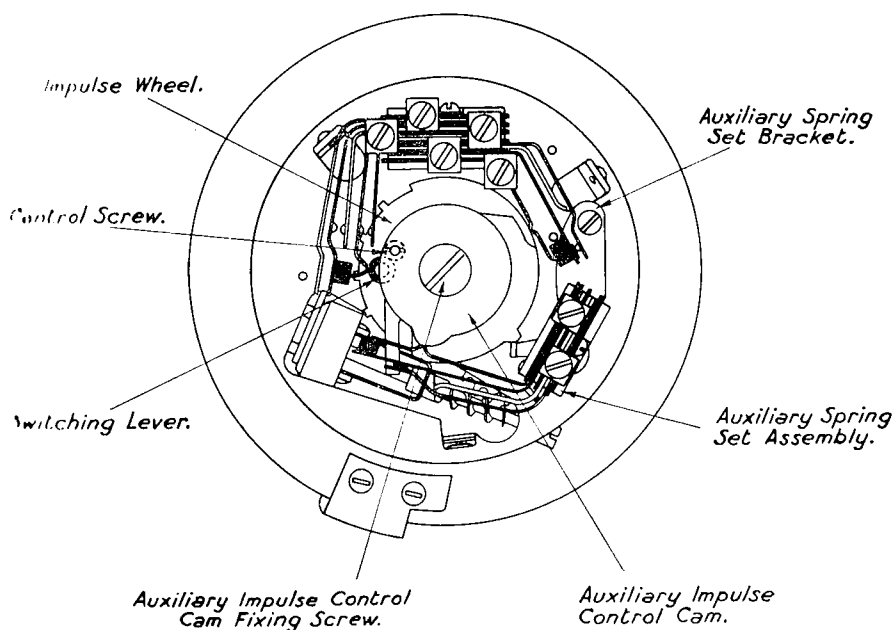 Impulse Wheel.
Auxiliary Spring
Set Bracket.
Control Screw.
Switching Lever.
Auxiliary Spring
Set Assembly.
Auxiliary Impulse Control
Cam Fixing Screw.
Auxiliary Impulse
Control Cam.